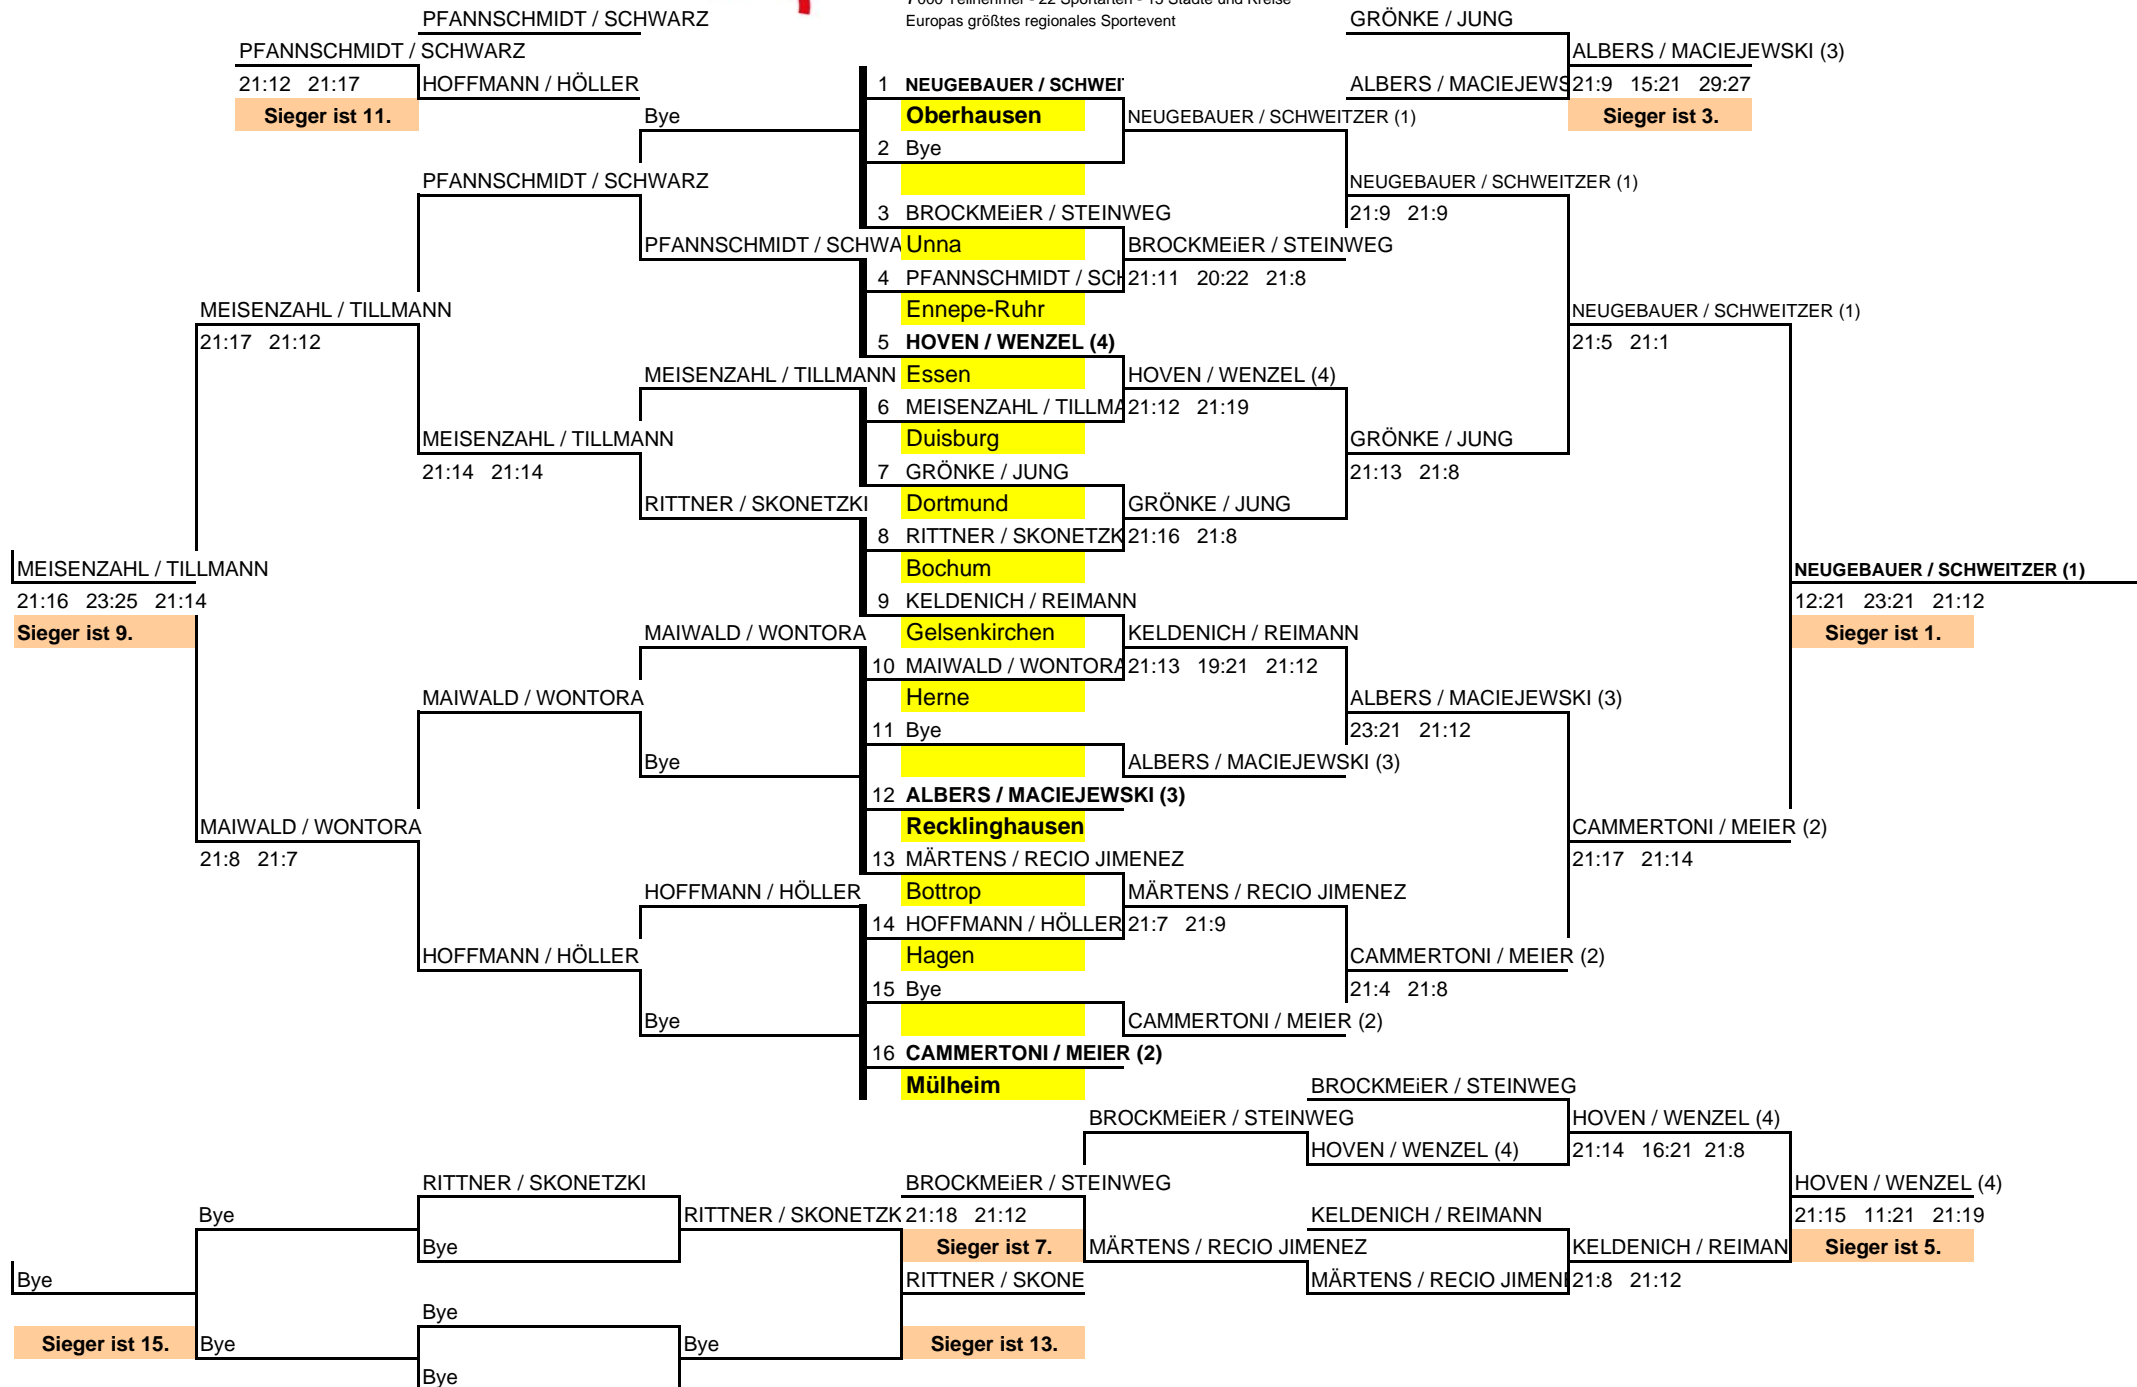 7000 Teilnehmer - 22 Sportarten - 15 Städte und Kreise
PFANNSCHMIDT / SCHWARZ
Europas größtes regionales Sportevent
GRÖNKE / JUNG
PFANNSCHMIDT / SCHWARZ
ALBERS / MACIEJEWSKI (3)
21:12 21:17
HOFFMANN / HÖLLER
1 NEUGEBAUER / SCHWEIT
ALBERS / MACIEJEWS
21:9 15:21 29:27
Sieger ist 11.
Bye
Oberhausen
NEUGEBAUER / SCHWEITZER (1)
Sieger ist 3.
2 Bye
PFANNSCHMIDT / SCHWARZ
NEUGEBAUER / SCHWEITZER (1)
3 BROCKMEiER / STEINWEG
21:9 21:9
PFANNSCHMIDT / SCHWA
Unna
BROCKMEiER / STEINWEG
4 PFANNSCHMIDT / SCH
21:11 20:22 21:8
MEISENZAHL / TILLMANN
Ennepe-Ruhr
NEUGEBAUER / SCHWEITZER (1)
21:17 21:12
5 HOVEN / WENZEL (4)
21:5 21:1
MEISENZAHL / TILLMANN
Essen
HOVEN / WENZEL (4)
6 MEISENZAHL / TILLMA
21:12 21:19
MEISENZAHL / TILLMANN
Duisburg
GRÖNKE / JUNG
21:14 21:14
7 GRÖNKE / JUNG
21:13 21:8
RITTNER / SKONETZKI
Dortmund
GRÖNKE / JUNG
8 RITTNER / SKONETZK
21:16 21:8
MEISENZAHL / TILLMANN
Bochum
NEUGEBAUER / SCHWEITZER (1)
21:16 23:25 21:14
9 KELDENICH / REIMANN
12:21 23:21 21:12
Sieger ist 9.
MAIWALD / WONTORA
Gelsenkirchen
KELDENICH / REIMANN
Sieger ist 1.
10 MAIWALD / WONTORA
21:13 19:21 21:12
MAIWALD / WONTORA
Herne
ALBERS / MACIEJEWSKI (3)
11 Bye
23:21 21:12
Bye
ALBERS / MACIEJEWSKI (3)
12 ALBERS / MACIEJEWSKI (3)
MAIWALD / WONTORA
Recklinghausen
CAMMERTONI / MEIER (2)
21:8 21:7
13 MÄRTENS / RECIO JIMENEZ
21:17 21:14
HOFFMANN / HÖLLER
Bottrop
MÄRTENS / RECIO JIMENEZ
14 HOFFMANN / HÖLLER
21:7 21:9
HOFFMANN / HÖLLER
Hagen
CAMMERTONI / MEIER (2)
15 Bye
21:4 21:8
Bye
CAMMERTONI / MEIER (2)
16 CAMMERTONI / MEIER (2)
Mülheim
BROCKMEiER / STEINWEG
BROCKMEiER / STEINWEG
HOVEN / WENZEL (4)
HOVEN / WENZEL (4)
21:14 16:21 21:8
RITTNER / SKONETZKI
BROCKMEiER / STEINWEG
HOVEN / WENZEL (4)
Bye
RITTNER / SKONETZK
21:18 21:12
KELDENICH / REIMANN
21:15 11:21 21:19
Bye
Sieger ist 7.
MÄRTENS / RECIO JIMENEZ
KELDENICH / REIMAN
Sieger ist 5.
Bye
RITTNER / SKONE
MÄRTENS / RECIO JIMEN
21:8 21:12
Bye
Sieger ist 15.
Bye
Bye
Sieger ist 13.
Bye